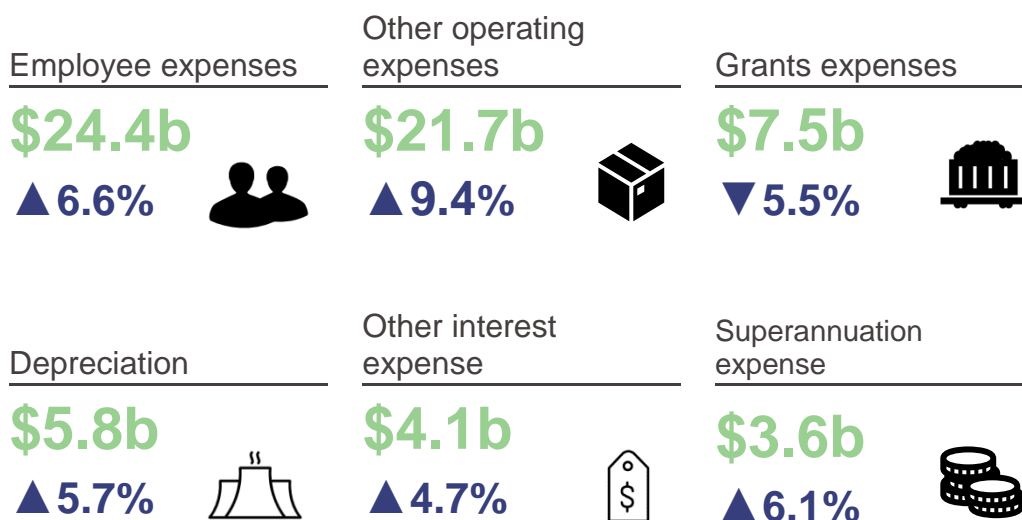 Employee expenses
$24.4b
▲6.6%
Other operating
expenses
$21.7b
▲9.4%
Grants expenses
$7.5b
▼5.5%
Depreciation
$5.8b
▲5.7%
Other interest
expense
$4.1b
▲4.7%
$
Superannuation
expense
$3.6b
▲6.1%